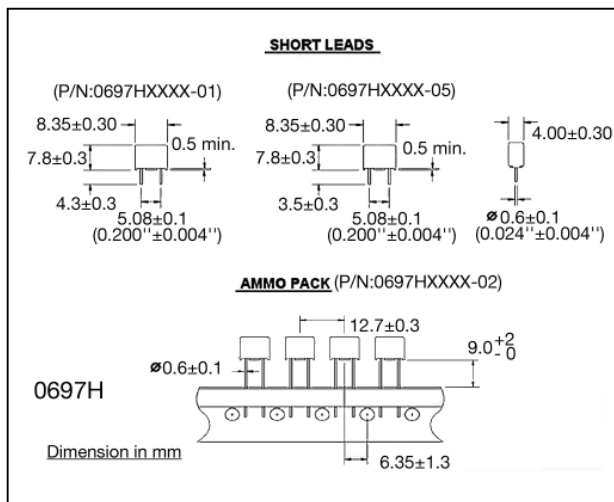 SHORT LEADS
(P/N:0697HXXXX-01)
8.35±0.30
0.5 min.
7.8±0.3
4.3±0.3
5.08±0.1
(0.200''±0.004'')
(P/N:0697HXXXX-05)
8.35±0.30
0.5 min.
7.8±0.3
3.5±0.3
5.08±0.1
(0.200''±0.004'')
4.00±0.30
ø0.6±0.1
(0.024''±0.004'')
AMMO PACK (P/N:0697HXXXX-02)
12.7±0.3
9.0+2-0
ø0.6±0.1
0697H
Dimension in mm
6.35±1.3